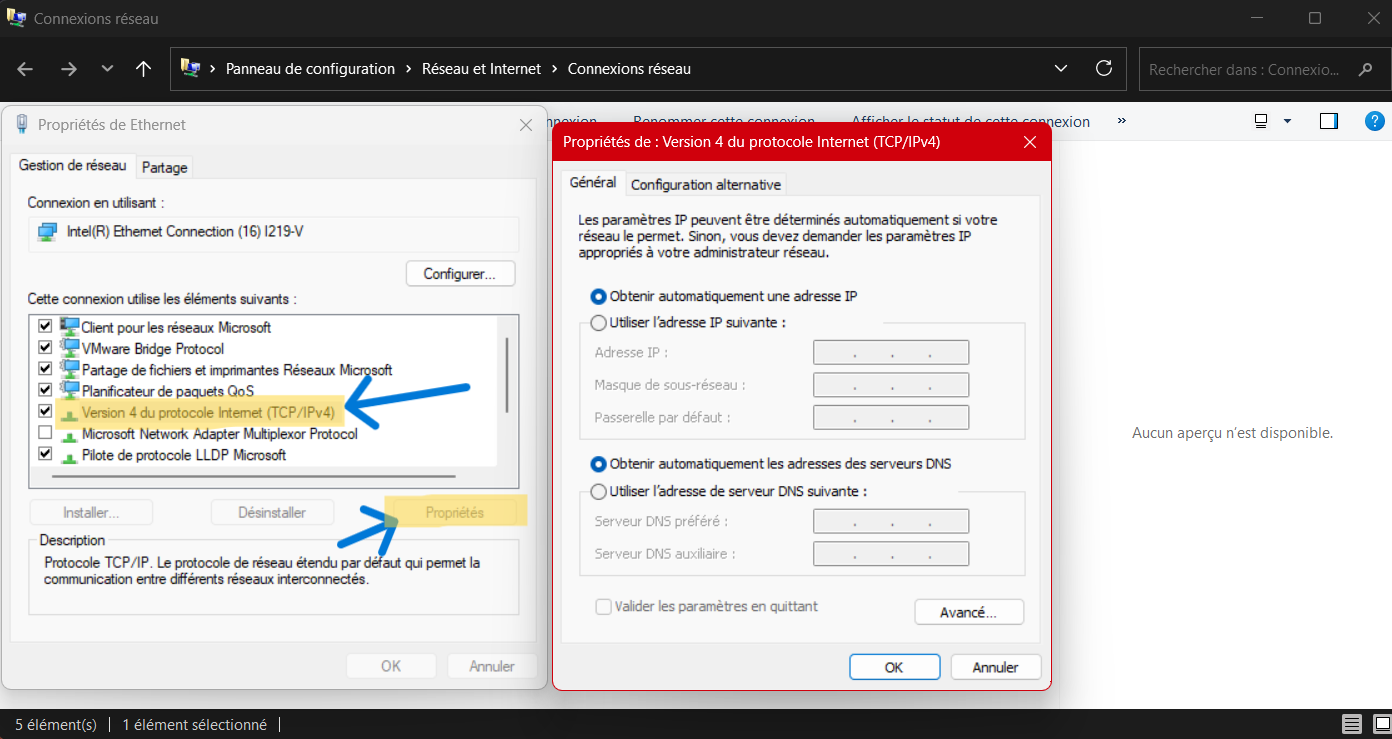 Connexions réseau
Panneau de configuration › Réseau et Internet › Connexions réseau
Rechercher dans : Connexio...
nnexion Renommer cette connexion Afficher le statut de cette connexion »
Propriétés de Ethernet
Gestion de réseau Partage
Connexion en utilisant :
Intel(R) Ethernet Connection (16) I219-V
Configurer...
Cette connexion utilise les éléments suivants :
Client pour les réseaux Microsoft
VMware Bridge Protocol
Partage de fichiers et imprimantes Réseaux Microsoft
Planificateur de paquets QoS
Version 4 du protocole Internet (TCP/IPv4)
Microsoft Network Adapter Multiplexor Protocol
Pilote de protocole LLDP Microsoft
Installer... Désinstaller Propriétés
Description
Protocole TCP/IP. Le protocole de réseau étendu par défaut qui permet la
communication entre différents réseaux interconnectés.
OK Annuler
Propriétés de : Version 4 du protocole Internet (TCP/IPv4)
Général Configuration alternative
Les paramètres IP peuvent être déterminés automatiquement si votre
réseau le permet. Sinon, vous devez demander les paramètres IP
appropriés à votre administrateur réseau.
Obtenir automatiquement une adresse IP
Utiliser l'adresse IP suivante :
Adresse IP : . . .
Masque de sous-réseau : . . .
Passerelle par défaut : . . .
Obtenir automatiquement les adresses des serveurs DNS
Utiliser l'adresse de serveur DNS suivante :
Serveur DNS préféré : . . .
Serveur DNS auxiliaire : . . .
Valider les paramètres en quittant
Avancé...
OK Annuler
Aucun aperçu n'est disponible.
5 élément(s) 1 élément sélectionné